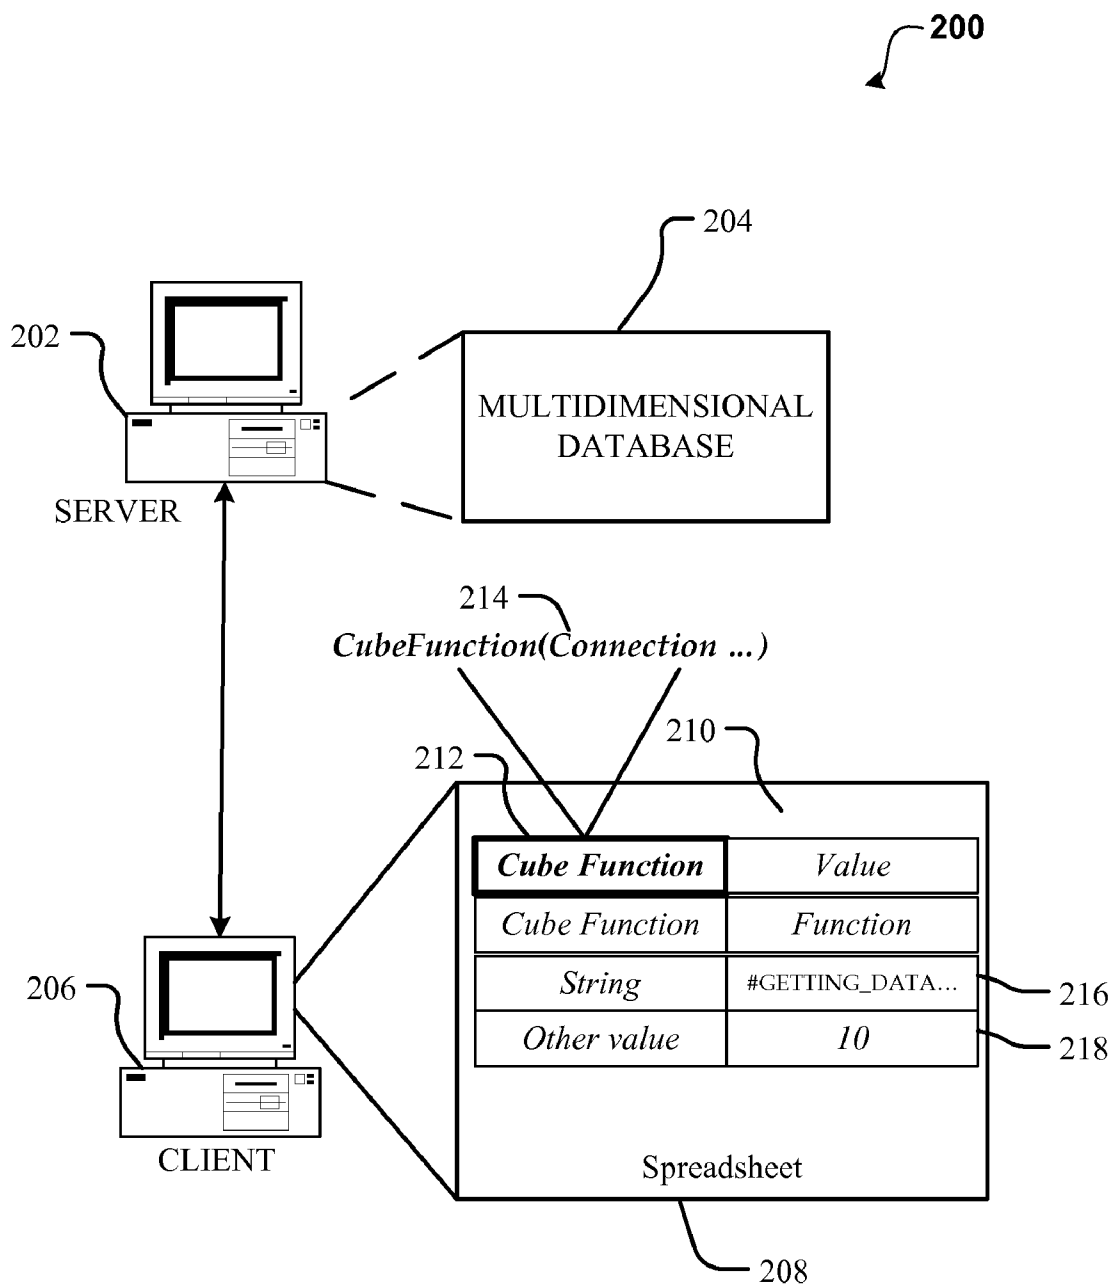 200
204
202
MULTIDIMENSIONAL
DATABASE
SERVER
214
CubeFunction(Connection ...)
210
212
Cube Function Value
Cube Function Function
String #GETTING_DATA...
206
216
Other value 10
218
CLIENT
Spreadsheet
208